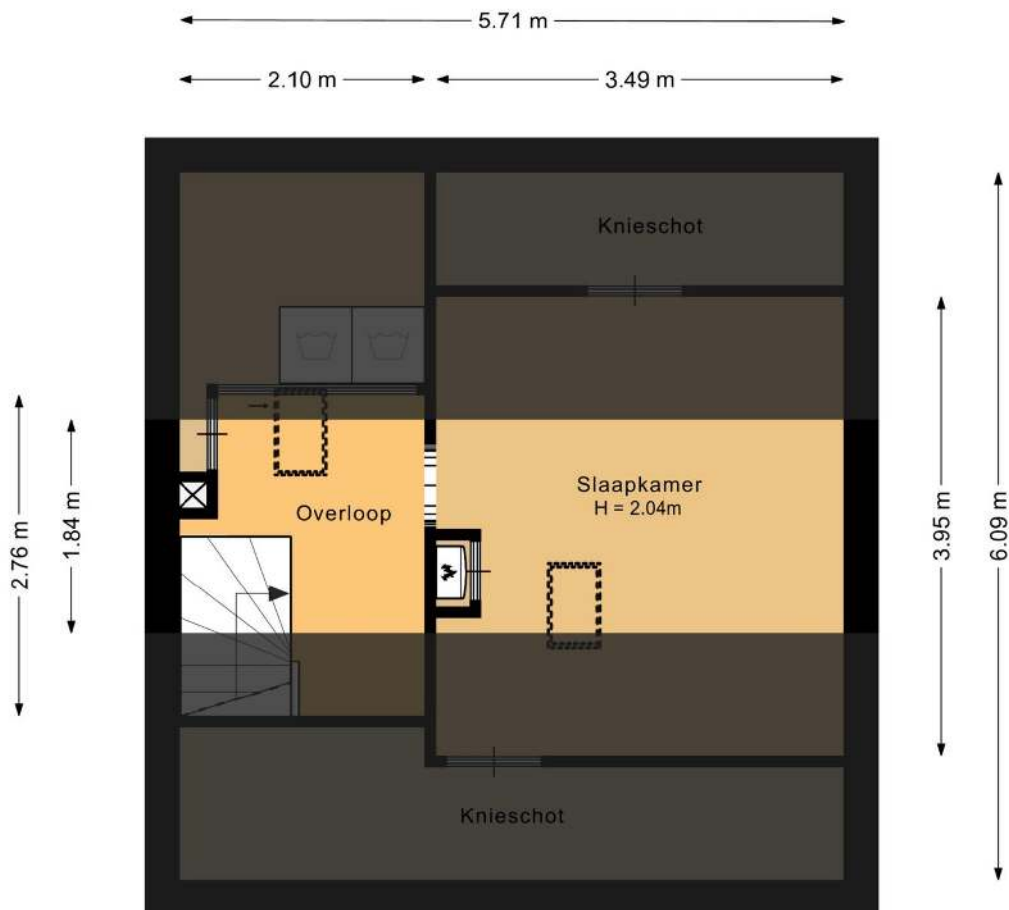 5.71 m
2.10 m
3.49 m
Knieschot
Slaapkamer
H = 2.04m
Overloop
2.76 m
1.84 m
3.95 m
6.09 m
Knieschot